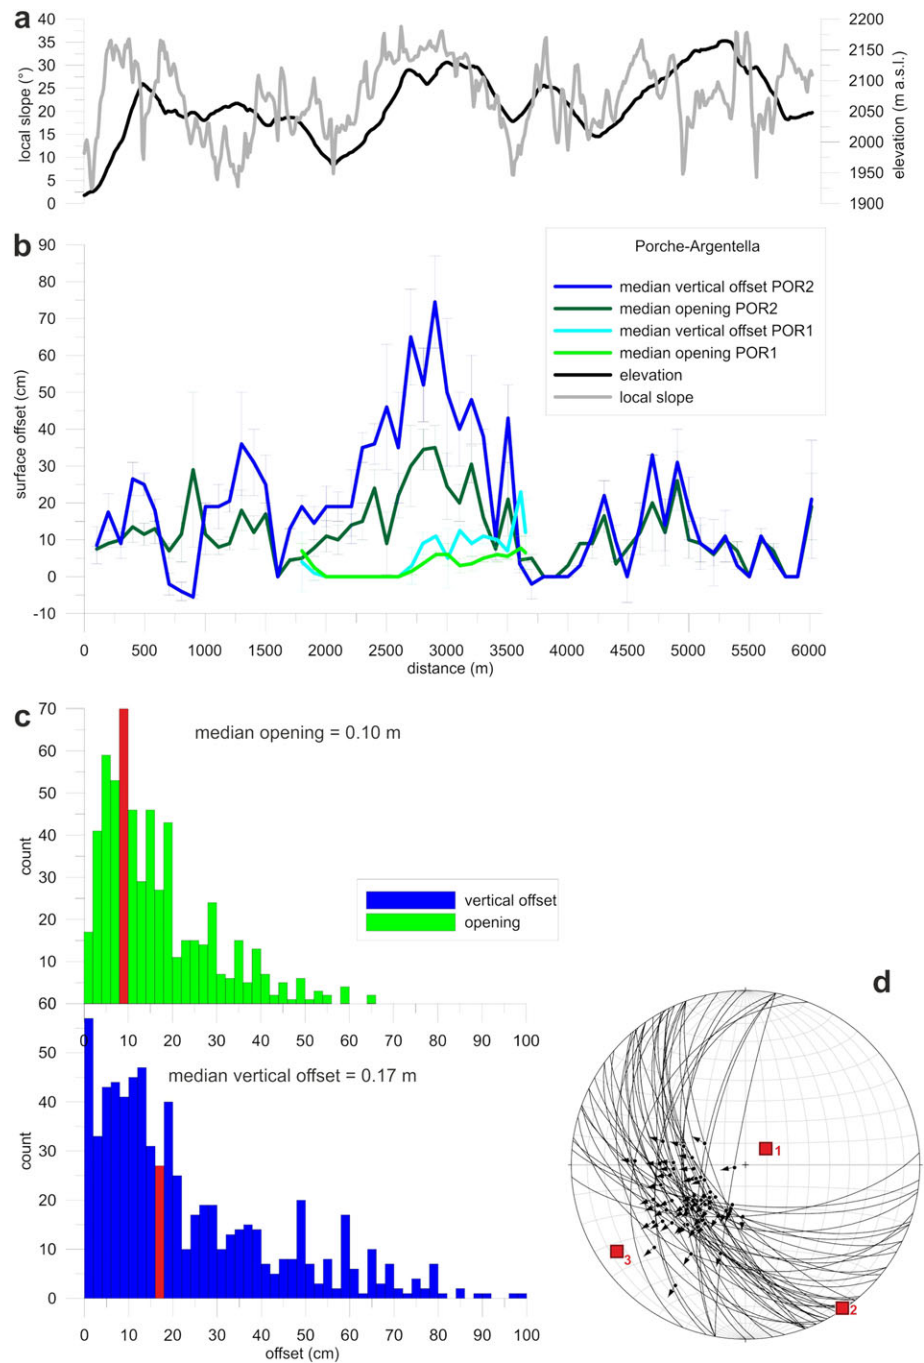 a
40
35
30
25
20
15
10
5
0
local slope (°)
2200
2150
2100
2050
2000
1950
1900
elevation (m a.s.l.)
b
90
80
70
60
50
40
30
20
10
0
-10
surface offset (cm)
Porche-Argentella
median vertical offset POR2
median opening POR2
median vertical offset POR1
median opening POR1
elevation
local slope
0 500 1000 1500 2000 2500 3000 3500 4000 4500 5000 5500 6000
distance (m)
c
70
60
50
40
30
20
10
60
count
median opening = 0.10 m
vertical offset
opening
0 10 20 30 40 50 60 70 80 90 100
50
40
30
20
10
0
count
median vertical offset = 0.17 m
0 10 20 30 40 50 60 70 80 90 100
offset (cm)
d
1
3
2